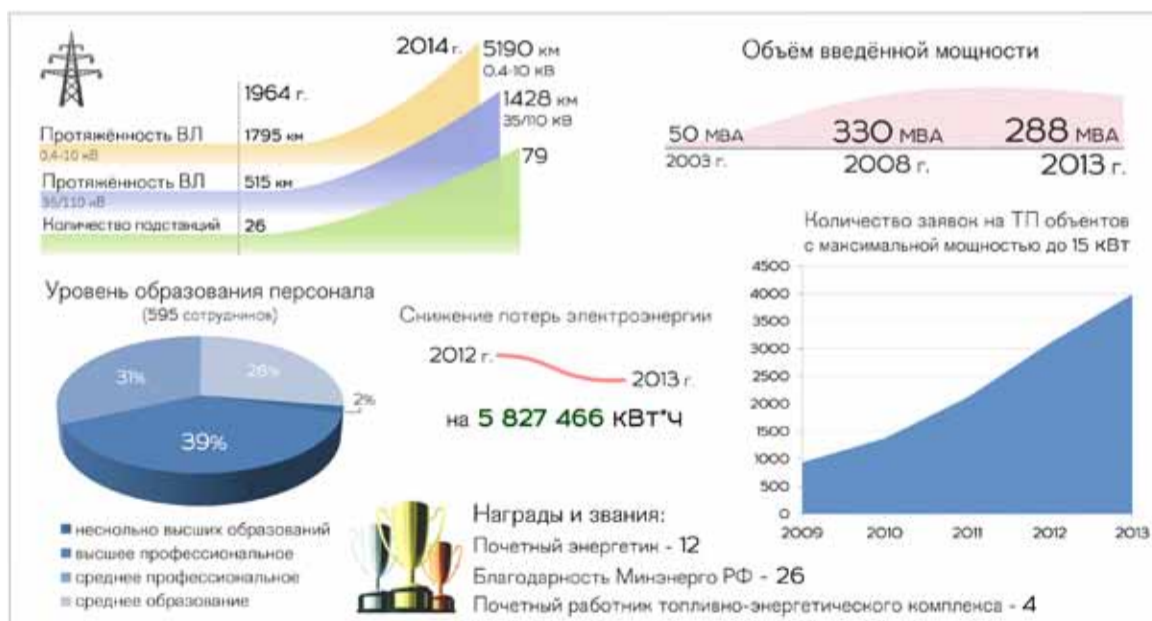 2014 г.
5190 км
0.4-10 кВ
1964 г.
1428 км
35/110 кВ
Протяжённость ВЛ
1795 км
0.4-10 кВ
79
Протяжённость ВЛ
515 км
35/110 кВ
Количество подстанций
26
Объём введённой мощности
50 МВА
330 МВА
288 МВА
2003 г.
2008 г.
2013 г.
Уровень образования персонала
(595 сотрудников)
31%
26%
2%
39%
несколько высших образований
высшее профессиональное
среднее профессиональное
среднее образование
Снижение потерь электроэнергии
2012 г.
2013 г.
на 5 827 466 кВт*ч
Количество заявок на ТП объектов
с максимальной мощностью до 15 кВт
4500
4000
3500
3000
2500
2000
1500
1000
500
0
2009
2010
2011
2012
2013
Награды и звания:
Почетный энергетик - 12
Благодарность Минэнерго РФ - 26
Почетный работник топливно-энергетического комплекса - 4